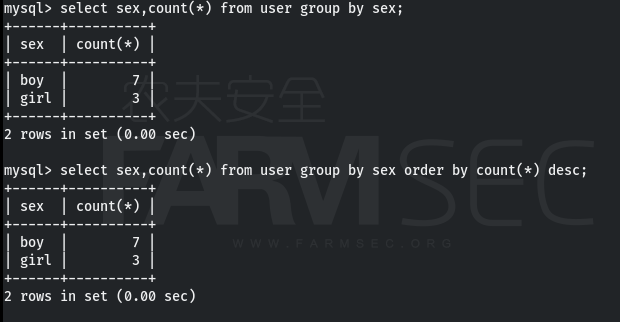 mysql> select sex,count(*) from user group by sex;
+------+----------+
| sex  | count(*) |
+------+----------+
| boy  |        7 |
| girl |        3 |
+------+----------+
2 rows in set (0.00 sec)
mysql> select sex,count(*) from user group by sex order by count(*) desc;
+------+----------+
| sex  | count(*) |
+------+----------+
| boy  |        7 |
| girl |        3 |
+------+----------+
2 rows in set (0.00 sec)
农夫安全
FARMSEC
WWW.FARMSEC.ORG